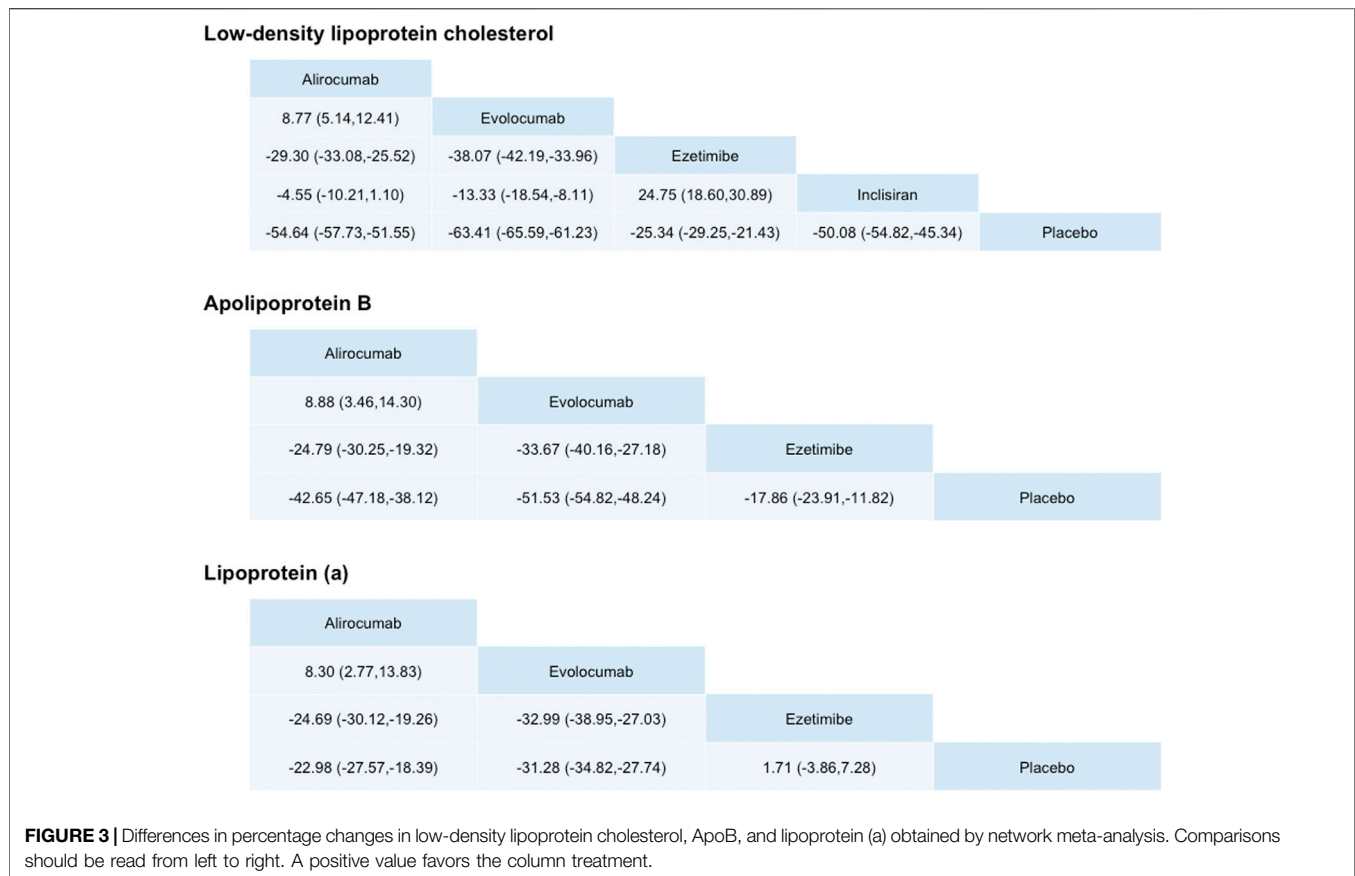 Low-density lipoprotein cholesterol
Alirocumab
8.77 (5.14,12.41) Evolocumab
-29.30 (-33.08,-25.52) -38.07 (-42.19,-33.96) Ezetimibe
-4.55 (-10.21,1.10) -13.33 (-18.54,-8.11) 24.75 (18.60,30.89) Inclisiran
-54.64 (-57.73,-51.55) -63.41 (-65.59,-61.23) -25.34 (-29.25,-21.43) -50.08 (-54.82,-45.34) Placebo
Apolipoprotein B
Alirocumab
8.88 (3.46,14.30) Evolocumab
-24.79 (-30.25,-19.32) -33.67 (-40.16,-27.18) Ezetimibe
-42.65 (-47.18,-38.12) -51.53 (-54.82,-48.24) -17.86 (-23.91,-11.82) Placebo
Lipoprotein (a)
Alirocumab
8.30 (2.77,13.83) Evolocumab
-24.69 (-30.12,-19.26) -32.99 (-38.95,-27.03) Ezetimibe
-22.98 (-27.57,-18.39) -31.28 (-34.82,-27.74) 1.71 (-3.86,7.28) Placebo
FIGURE 3 | Differences in percentage changes in low-density lipoprotein cholesterol, ApoB, and lipoprotein (a) obtained by network meta-analysis. Comparisons
should be read from left to right. A positive value favors the column treatment.